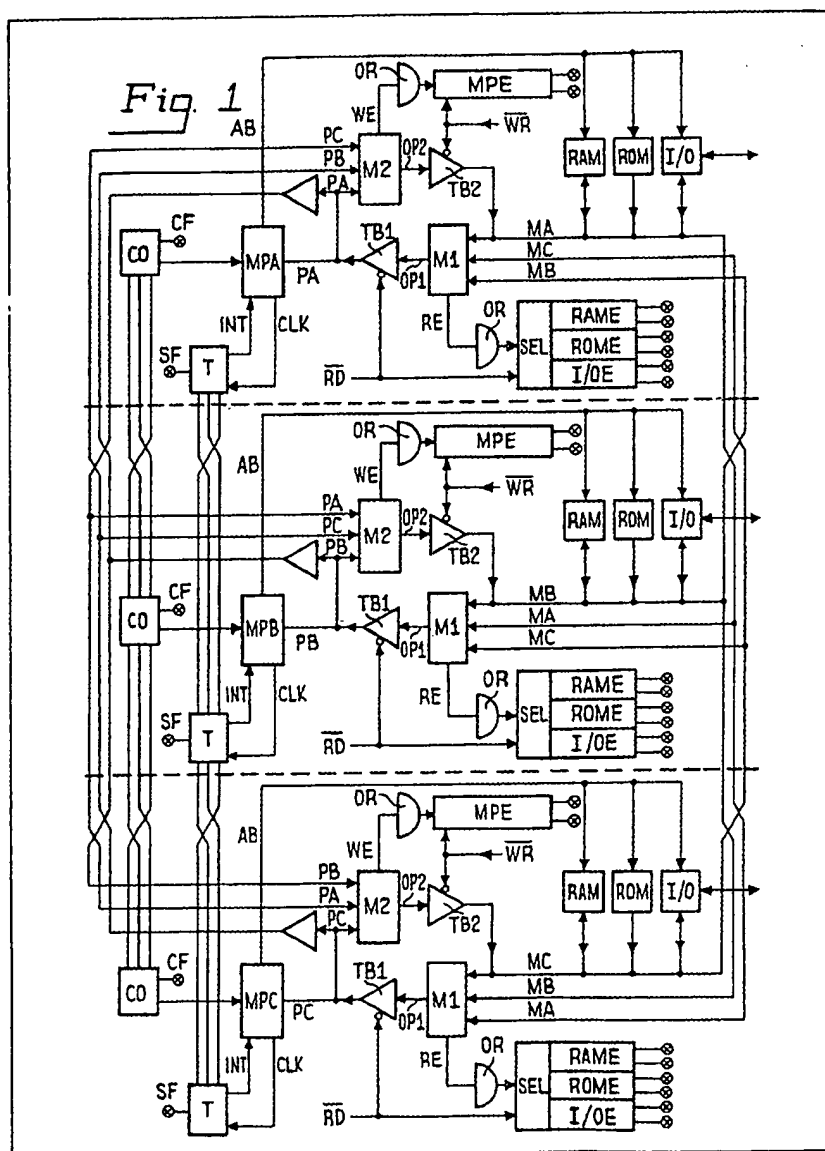 Fig. 1
OR
MPE
AB
WE
WR
PC
PB
PA
M2
OP2
TB2
RAM
ROM
I/O
CF
CO
MPA
PA
TB1
OP1
M1
MA
MC
MB
INT
CLK
RE
OR
SF
T
RD
SEL
RAME
ROME
I/OE
OR
MPE
AB
WE
WR
PA
PC
PB
M2
OP2
TB2
RAM
ROM
I/O
CF
CO
MPB
PB
TB1
OP1
M1
MB
MA
MC
INT
CLK
RE
OR
SF
T
RD
SEL
RAME
ROME
I/OE
OR
MPE
AB
WE
WR
PB
PA
PC
M2
OP2
TB2
RAM
ROM
I/O
CF
CO
MPC
PC
TB1
OP1
M1
MC
MB
MA
INT
CLK
RE
OR
SF
T
RD
SEL
RAME
ROME
I/OE